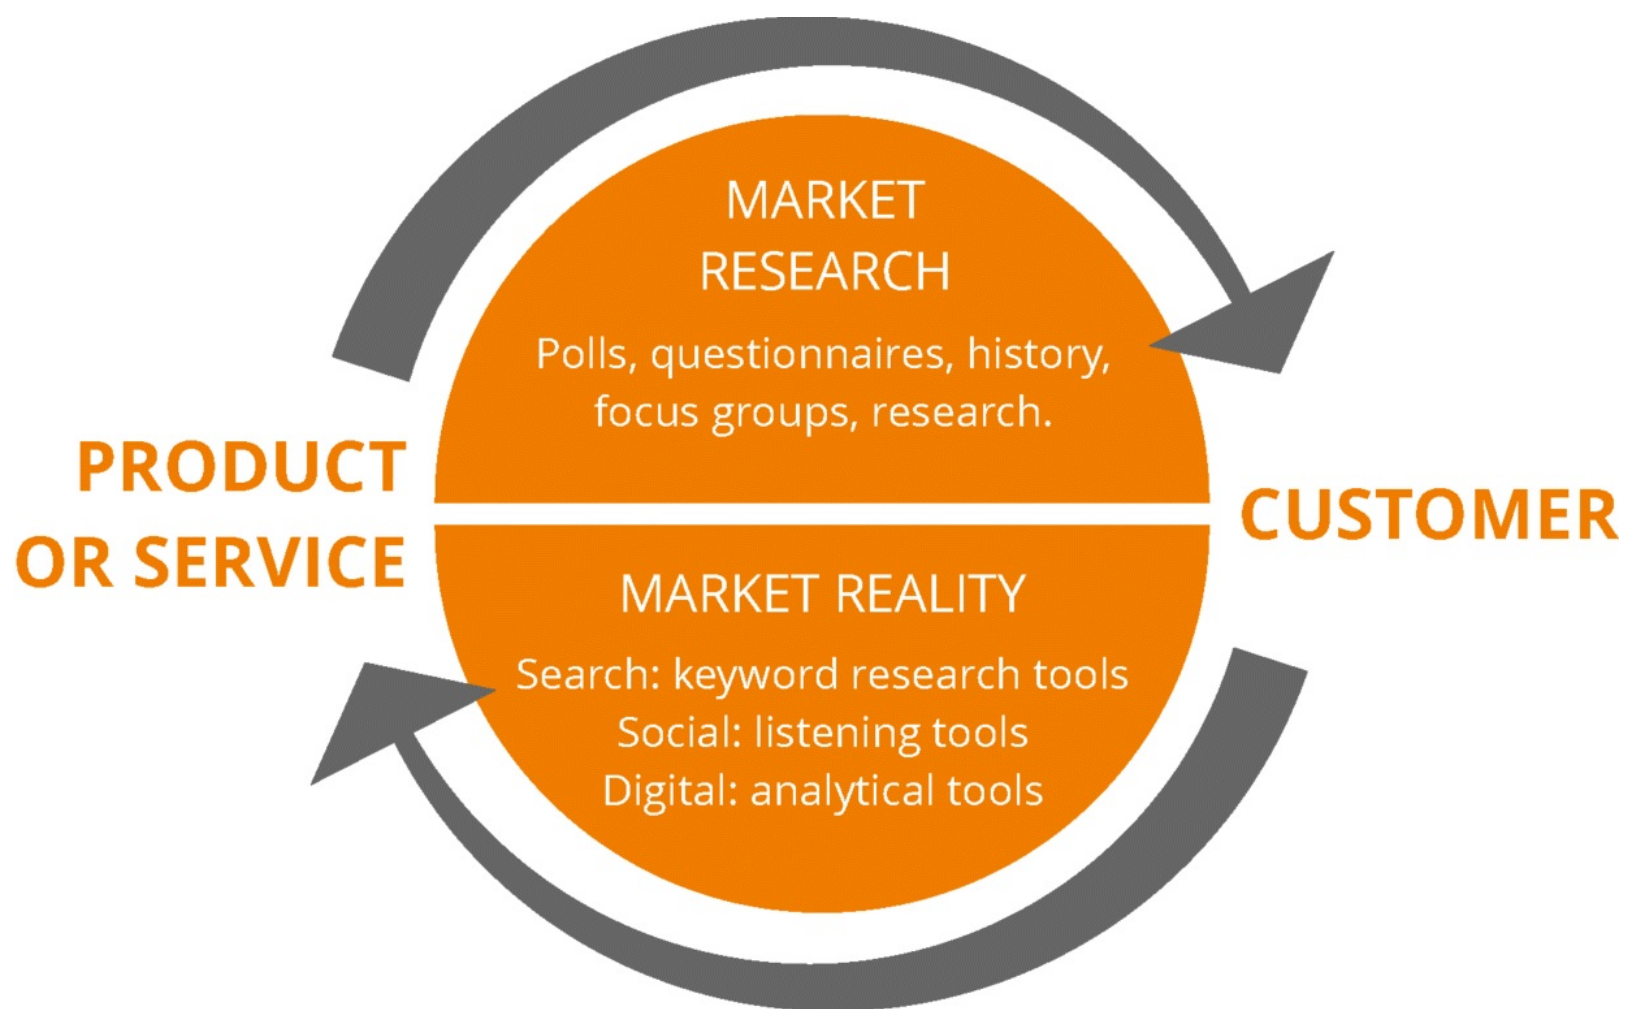 MARKET
RESEARCH
Polls, questionnaires, history,
focus groups, research.
PRODUCT
OR SERVICE
CUSTOMER
MARKET REALITY
Search: keyword research tools
Social: listening tools
Digital: analytical tools